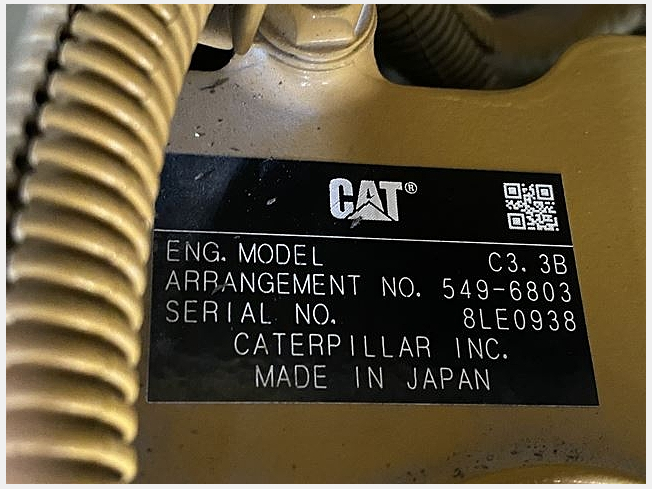 CAT®
ENG. MODEL C3.3B
ARRANGEMENT NO. 549-6803
SERIAL NO. 8LE0938
CATERPILLAR INC.
MADE IN JAPAN